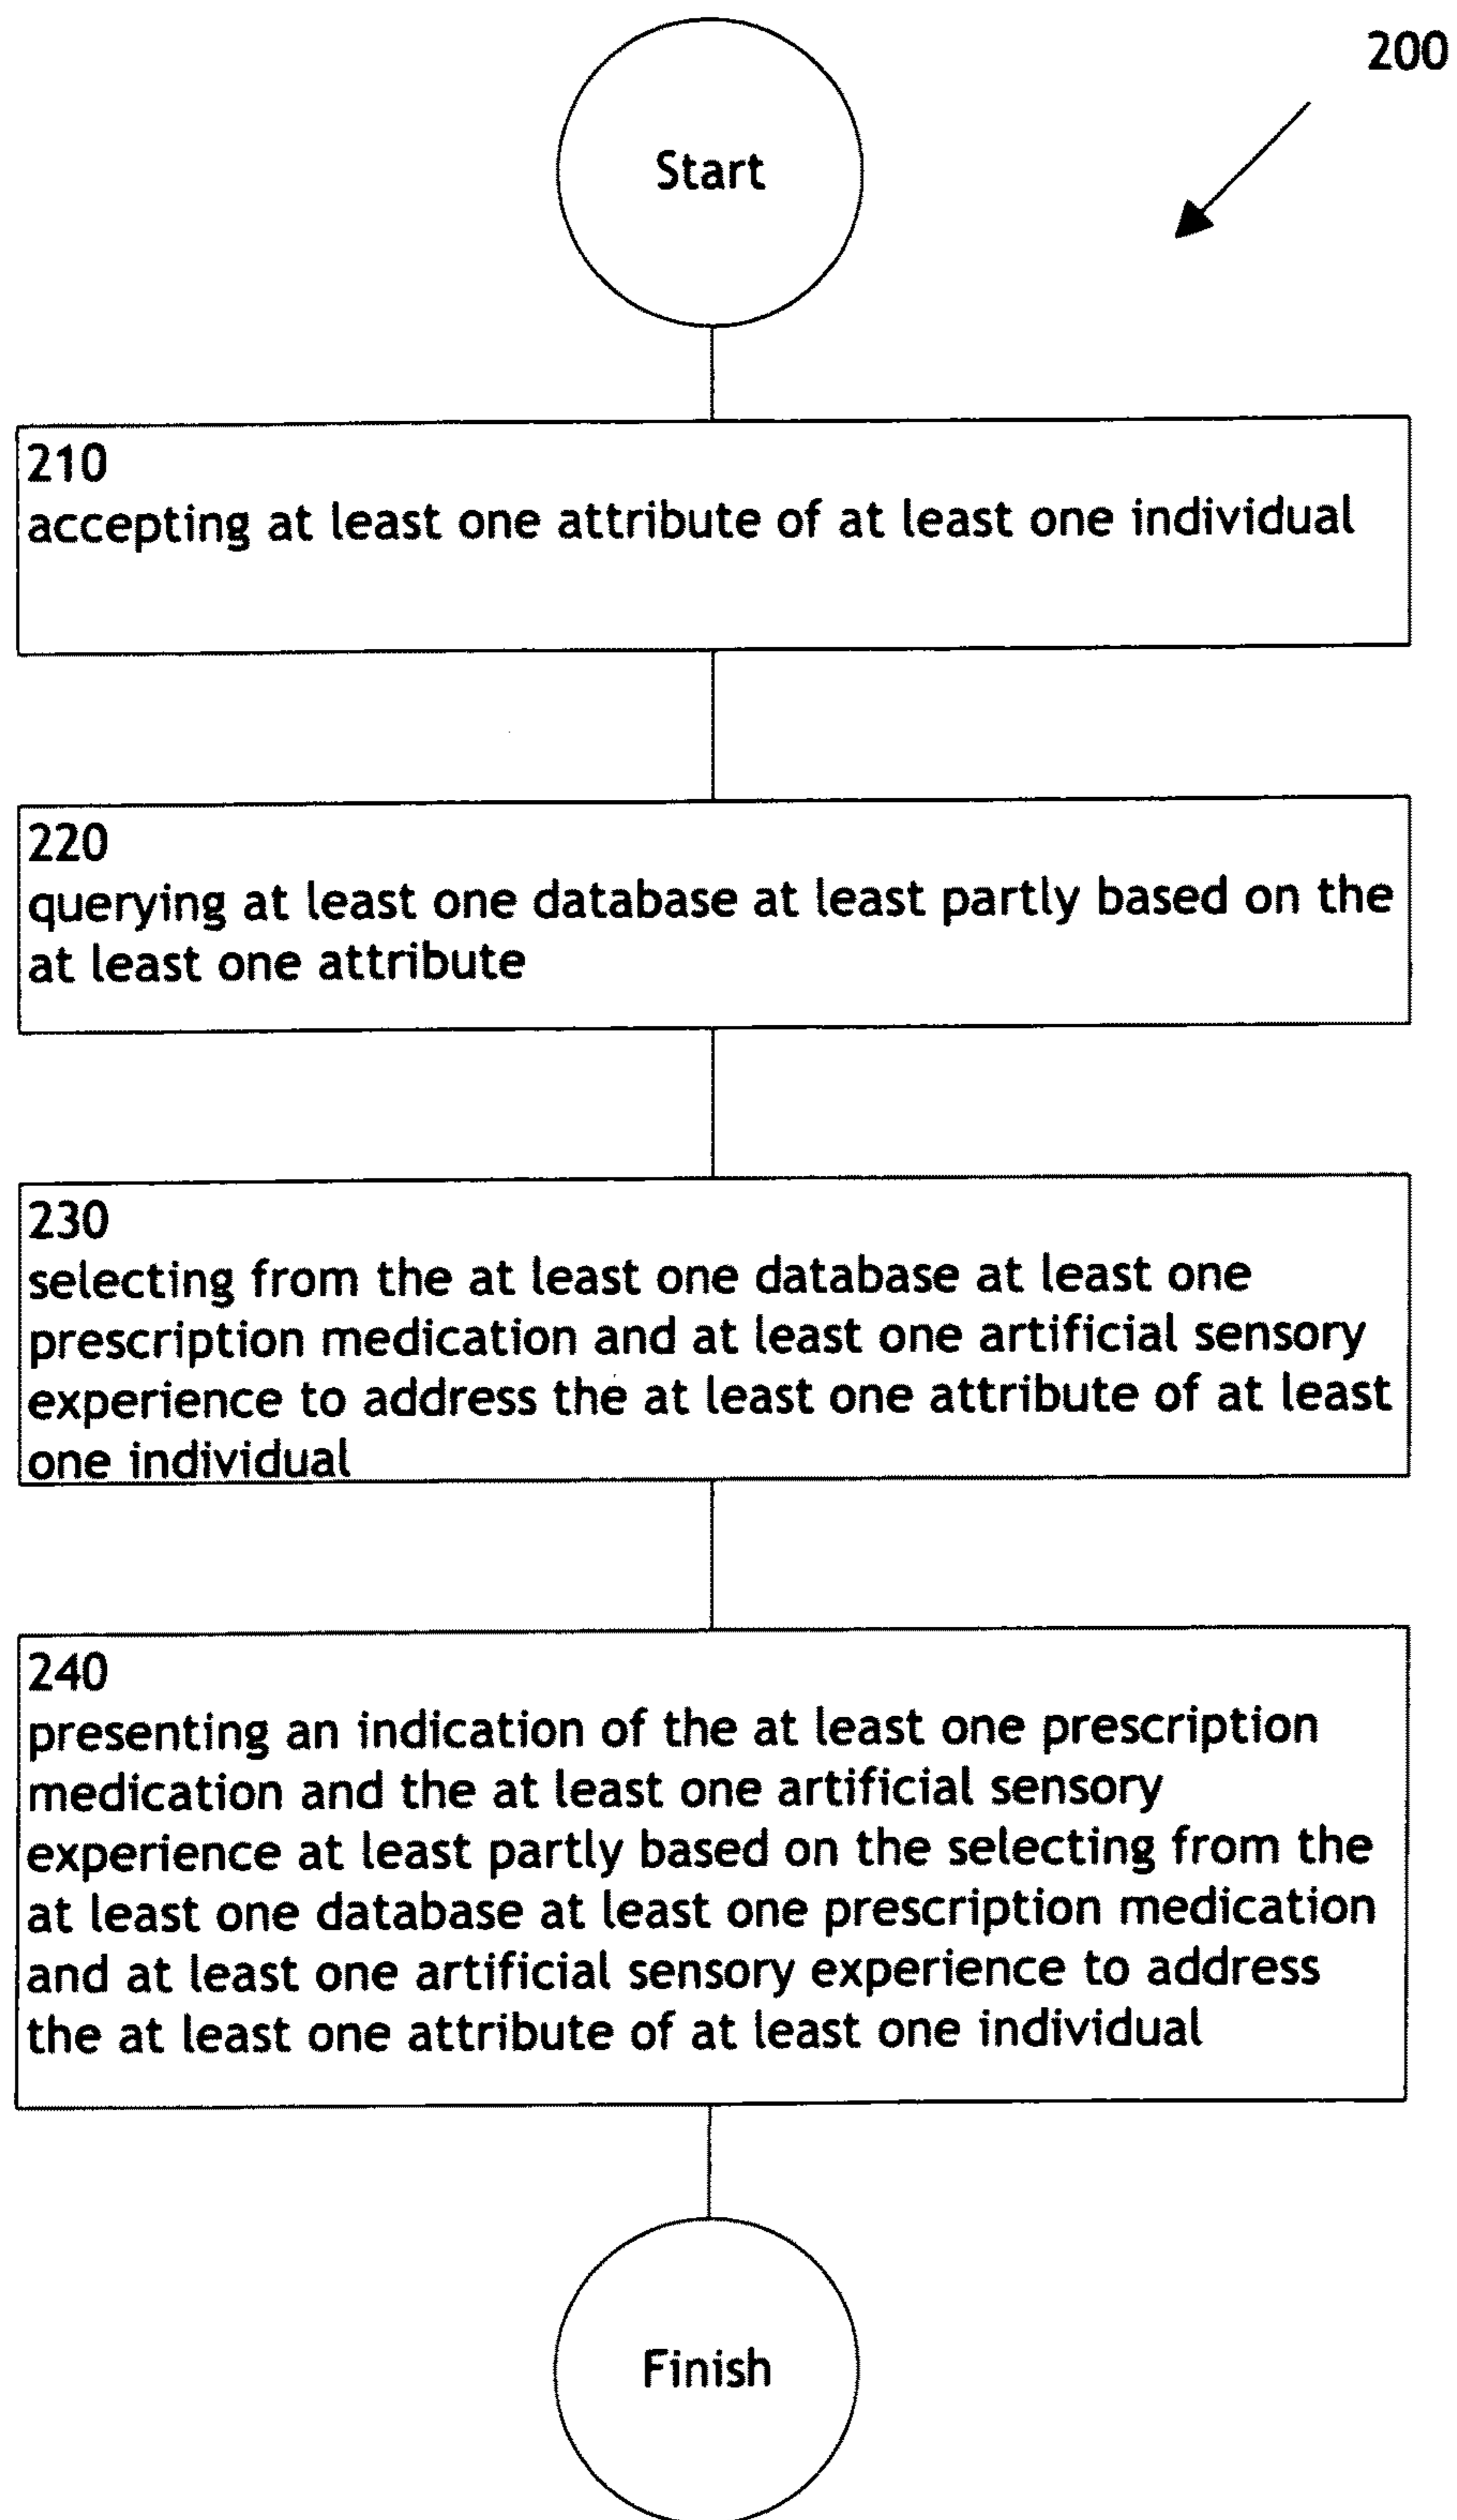 200
Start
210
accepting at least one attribute of at least one individual
220
querying at least one database at least partly based on the
at least one attribute
230
selecting from the at least one database at least one
prescription medication and at least one artificial sensory
experience to address the at least one attribute of at least
one individual
240
presenting an indication of the at least one prescription
medication and the at least one artificial sensory
experience at least partly based on the selecting from the
at least one database at least one prescription medication
and at least one artificial sensory experience to address
the at least one attribute of at least one individual
Finish